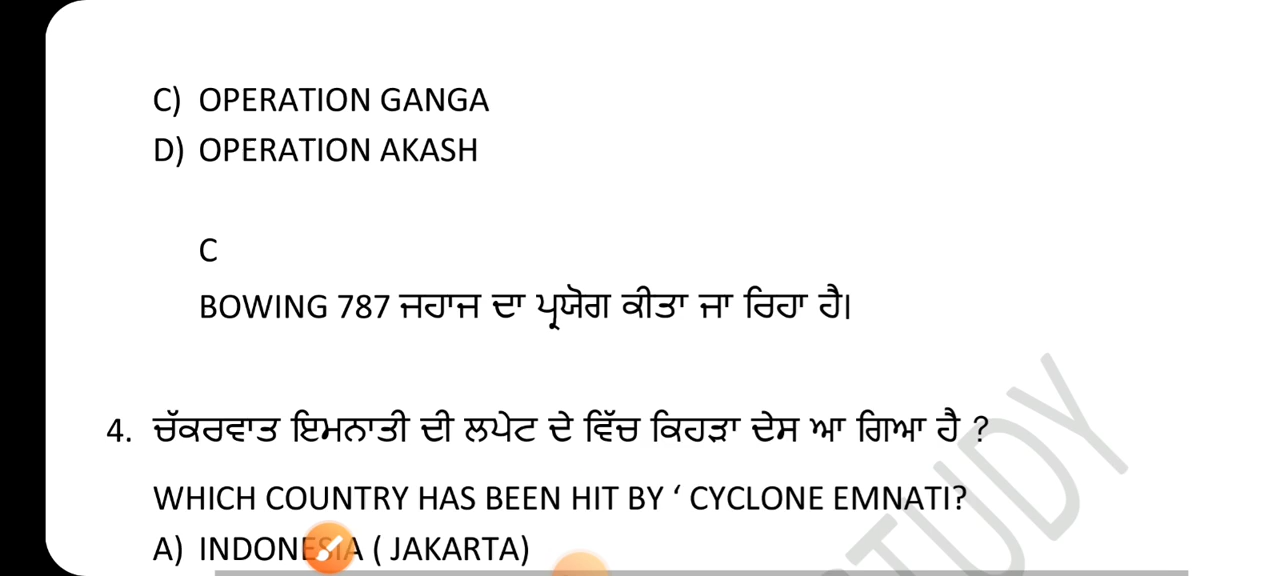 C) OPERATION GANGA
D) OPERATION AKASH
C
BOWING 787 ਜਹਾਜ ਦਾ ਪ੍ਰਯੋਗ ਕੀਤਾ ਜਾ ਰਿਹਾ ਹੈ।
4. ਚੱਕਰਵਾਤ ਇਮਨਾਤੀ ਦੀ ਲਪੇਟ ਦੇ ਵਿੱਚ ਕਿਹੜਾ ਦੇਸ ਆ ਗਿਆ ਹੈ ?
WHICH COUNTRY HAS BEEN HIT BY ‘ CYCLONE EMNATI?
A) INDONESIA ( JAKARTA)
TUDY